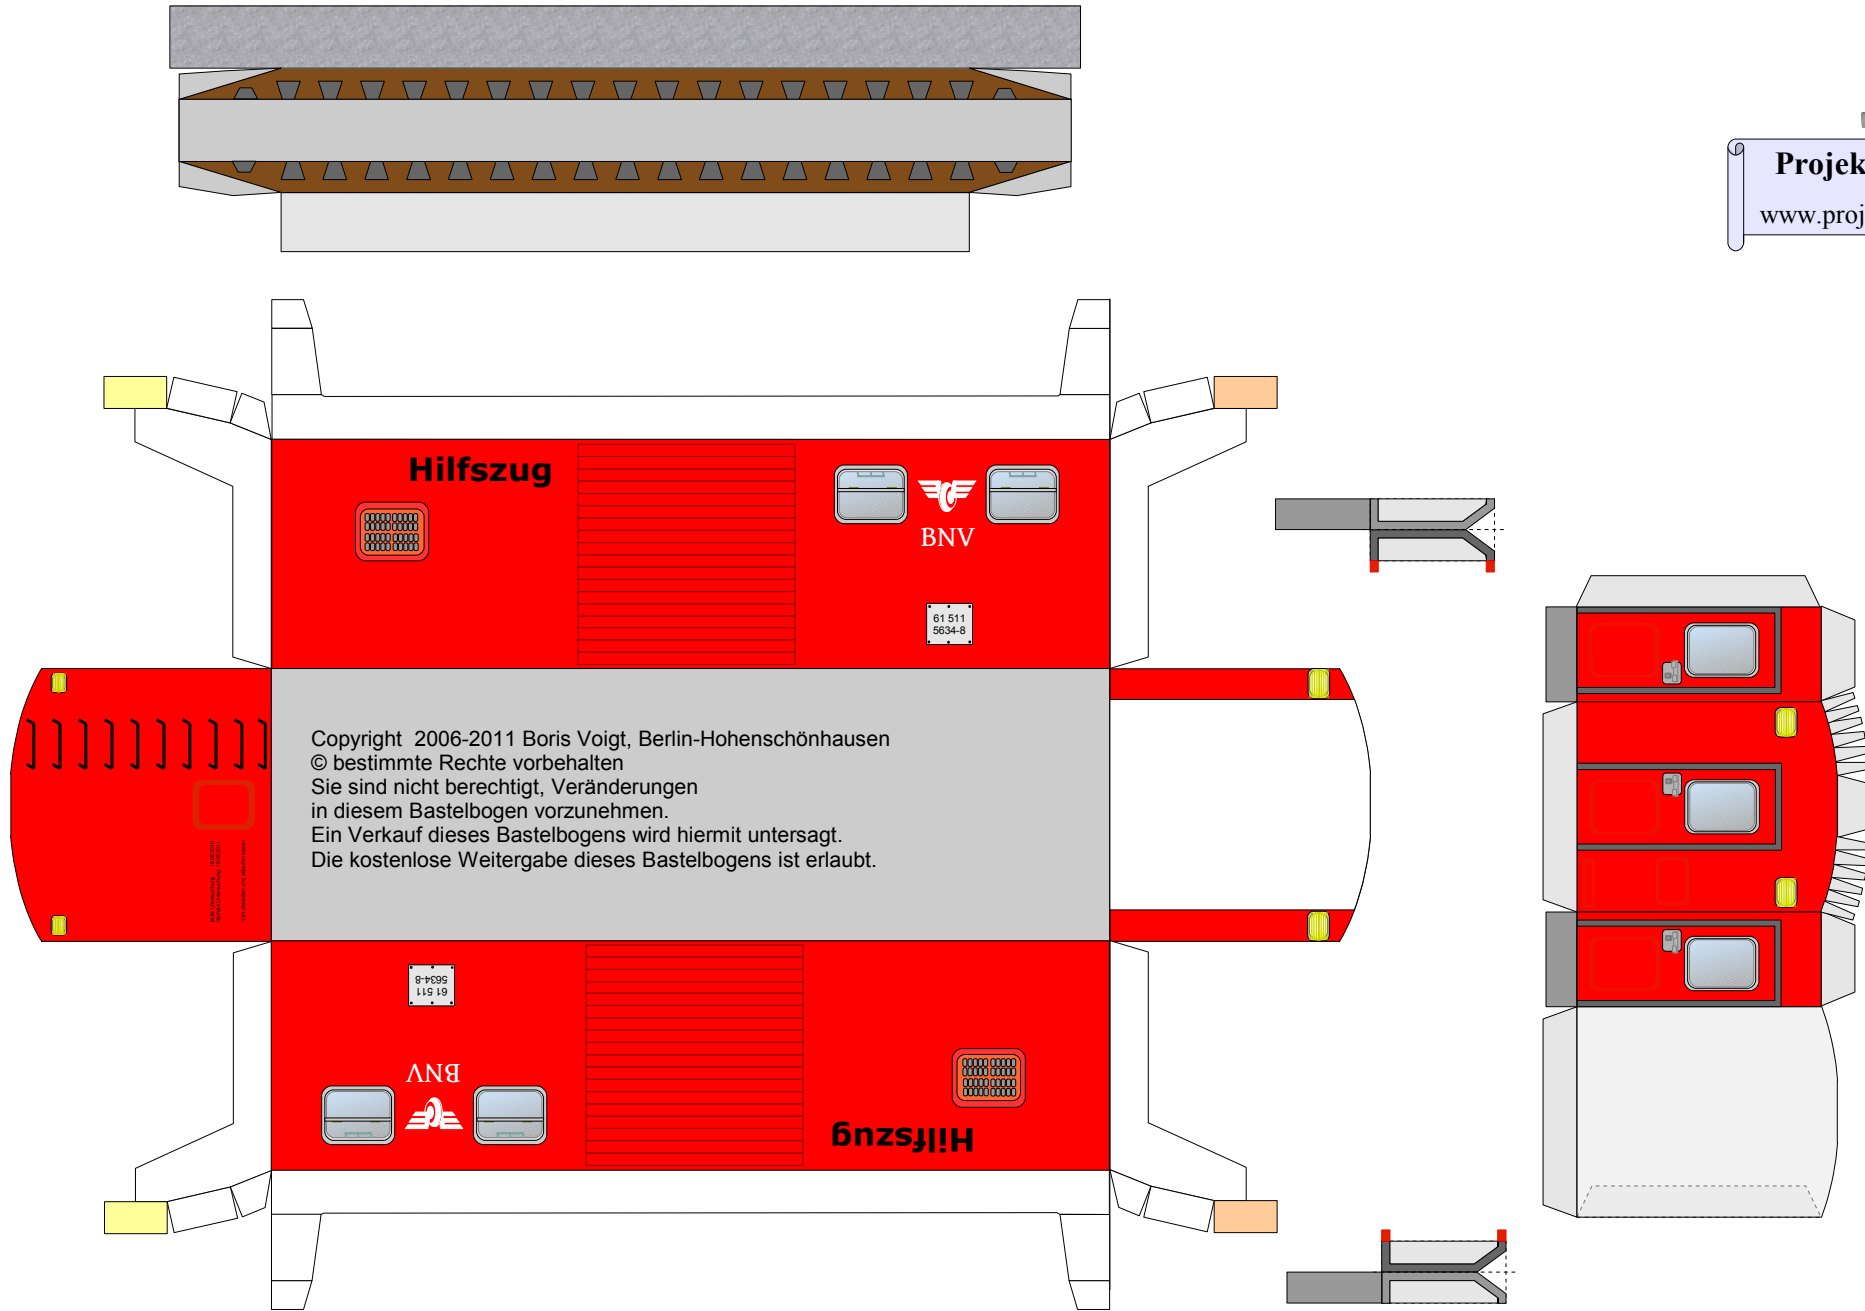 Projek
www.proj
Hilfszug
BNV
61 511
5634-8
Copyright 2006-2011 Boris Voigt, Berlin-Hohenschönhausen
© bestimmte Rechte vorbehalten
Sie sind nicht berechtigt, Veränderungen
in diesem Bastelbogen vorzunehmen.
Ein Verkauf dieses Bastelbogens wird hiermit untersagt.
Die kostenlose Weitergabe dieses Bastelbogens ist erlaubt.
61 511
5634-8
BNV
Hilfszug